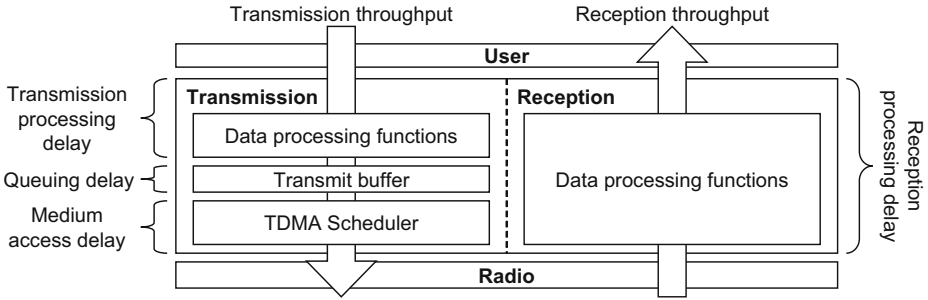 Transmission throughput
Reception throughput
User
Transmission
processing
delay
Transmission
Reception
Data processing functions
Queuing delay
Transmit buffer
Data processing functions
Medium
access delay
TDMA Scheduler
Reception
processing delay
Radio